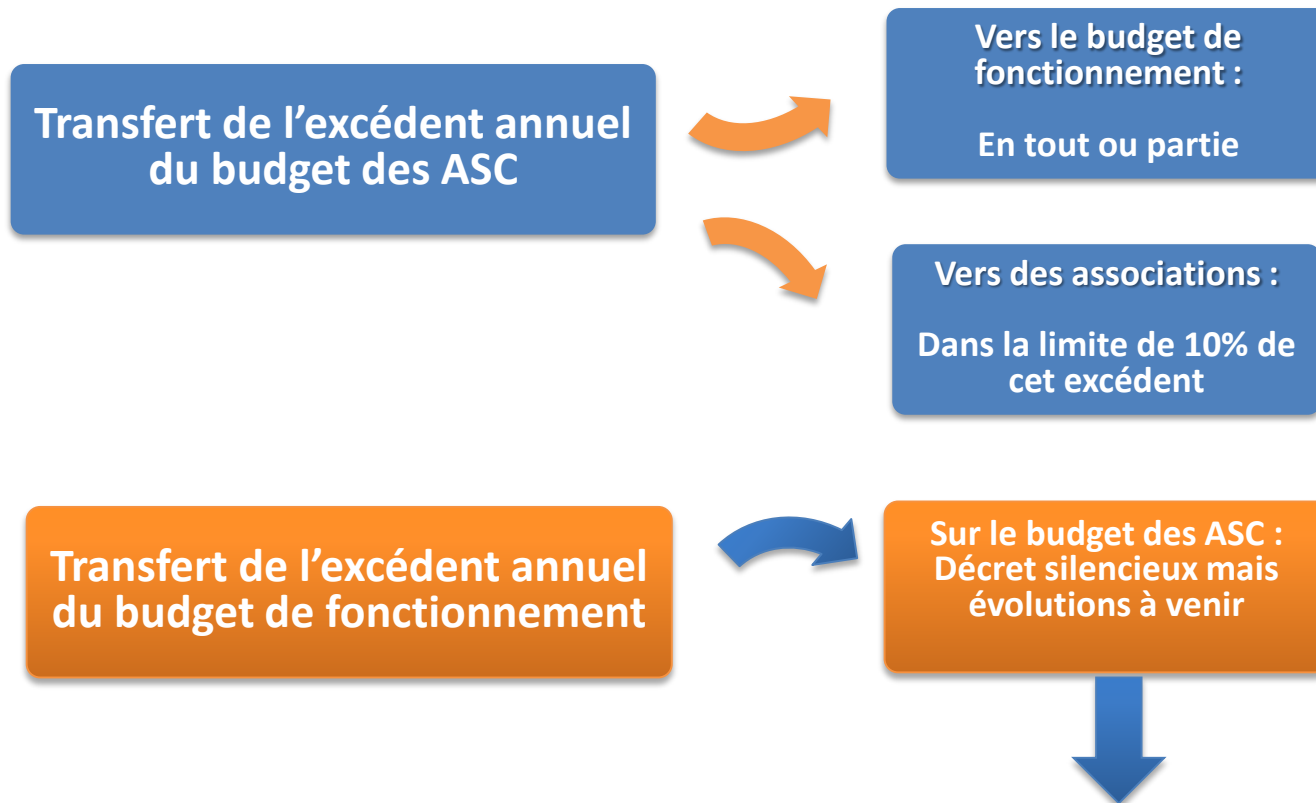 Transfert de l’excédent annuel
du budget des ASC
Vers le budget de
fonctionnement :
En tout ou partie
Vers des associations :
Dans la limite de 10% de
cet excédent
Transfert de l’excédent annuel
du budget de fonctionnement
Sur le budget des ASC :
Décret silencieux mais
évolutions à venir